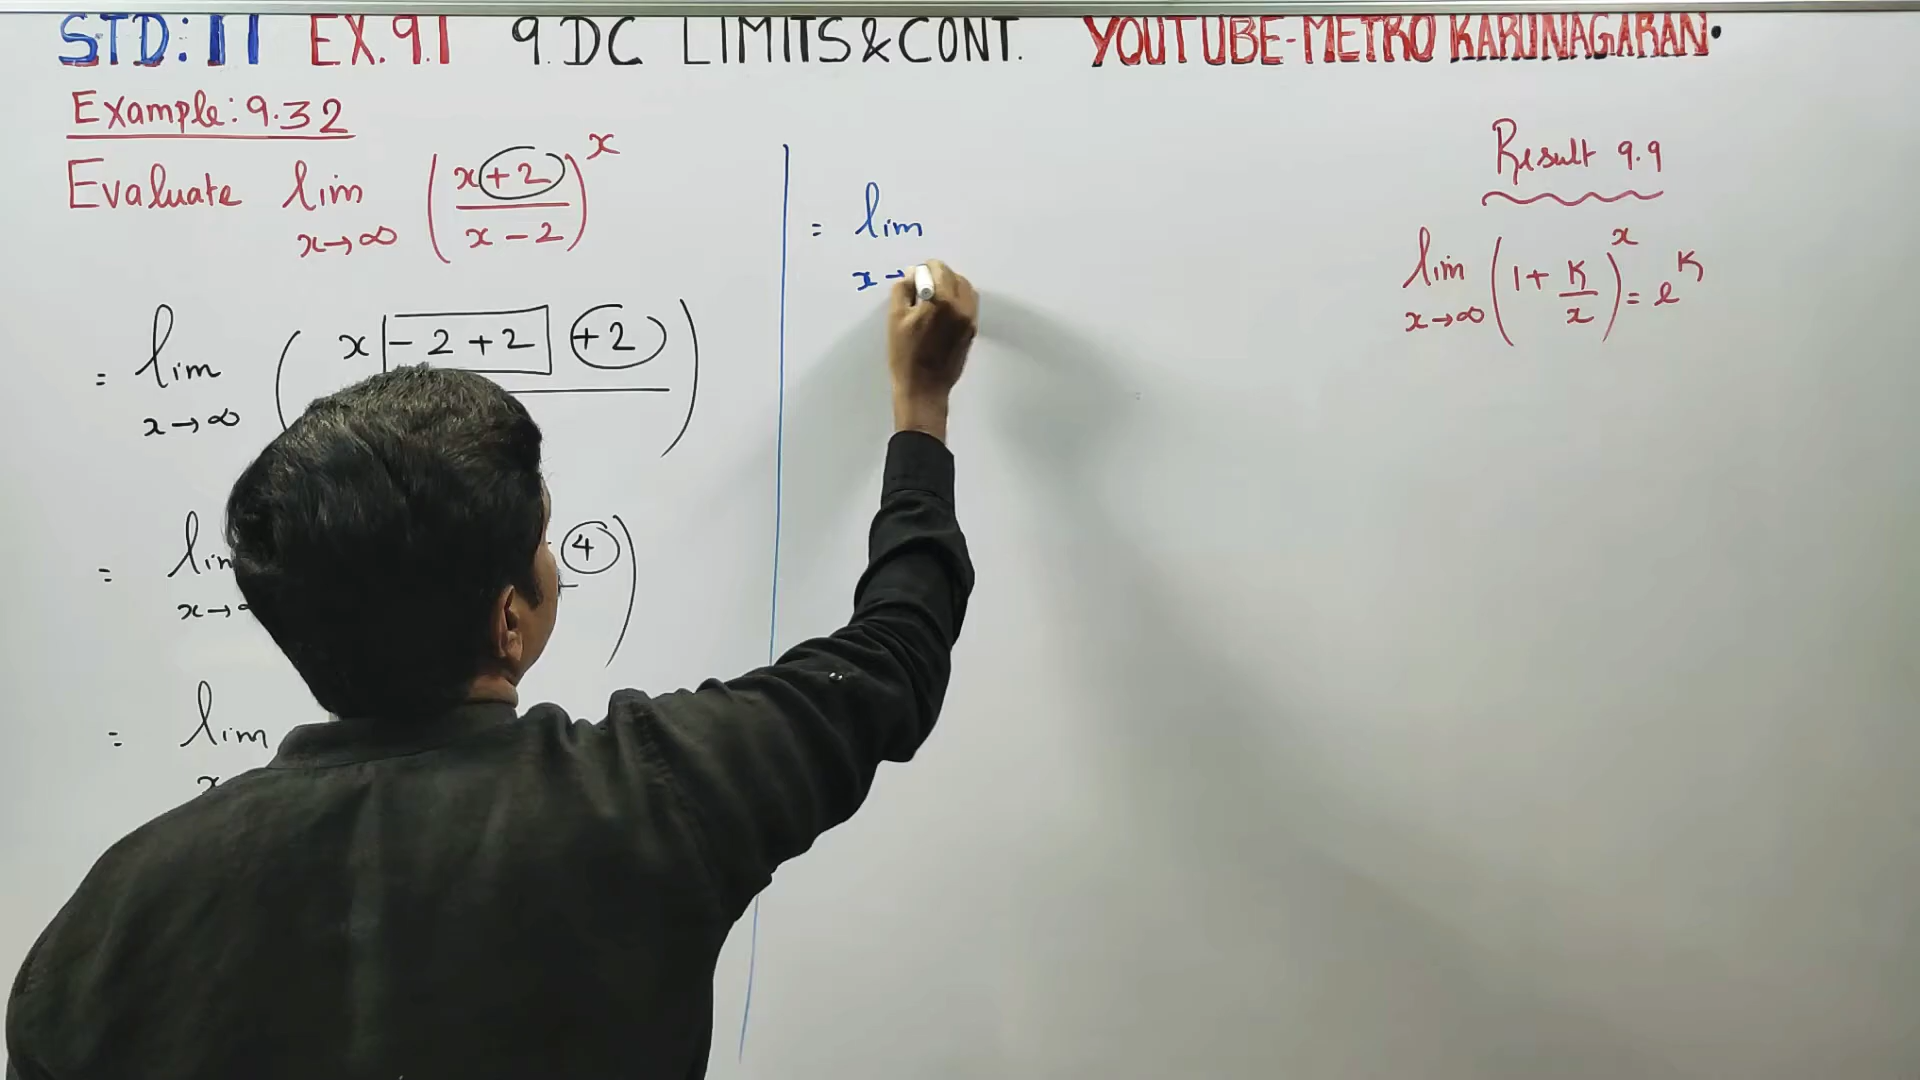 STD: 11 EX. 9.1 9. DC LIMITS & CONT. YOUTUBE-METRO KARUNAGARAN.
Example: 9.32
Evaluate lim x→∞ (x+2 / x-2)^x
= lim x→∞ ( x - 2 + 2 + 2 )
= lim x→ 4 )
= lim x
= lim x→
Result 9.9
lim x→∞ (1 + K/x)^x = e^K